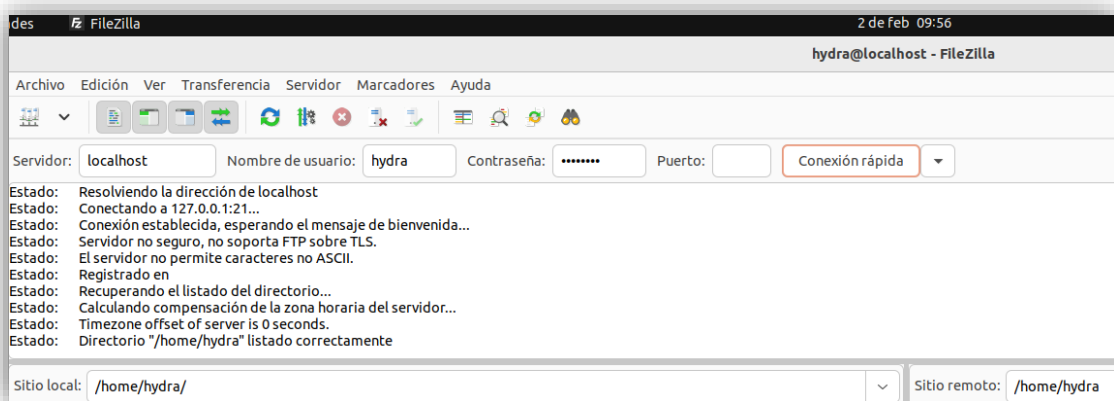 des FileZilla 2 de feb 09:56
hydra@localhost - FileZilla
Archivo Edición Ver Transferencia Servidor Marcadores Ayuda
Servidor: localhost Nombre de usuario: hydra Contraseña: •••••••• Puerto: Conexión rápida
Estado: Resolviendo la dirección de localhost
Estado: Conectando a 127.0.0.1:21...
Estado: Conexión establecida, esperando el mensaje de bienvenida...
Estado: Servidor no seguro, no soporta FTP sobre TLS.
Estado: El servidor no permite caracteres no ASCII.
Estado: Registrado en
Estado: Recuperando el listado del directorio...
Estado: Calculando compensación de la zona horaria del servidor...
Estado: Timezone offset of server is 0 seconds.
Estado: Directorio "/home/hydra" listado correctamente
Sitio local: /home/hydra/ Sitio remoto: /home/hydra